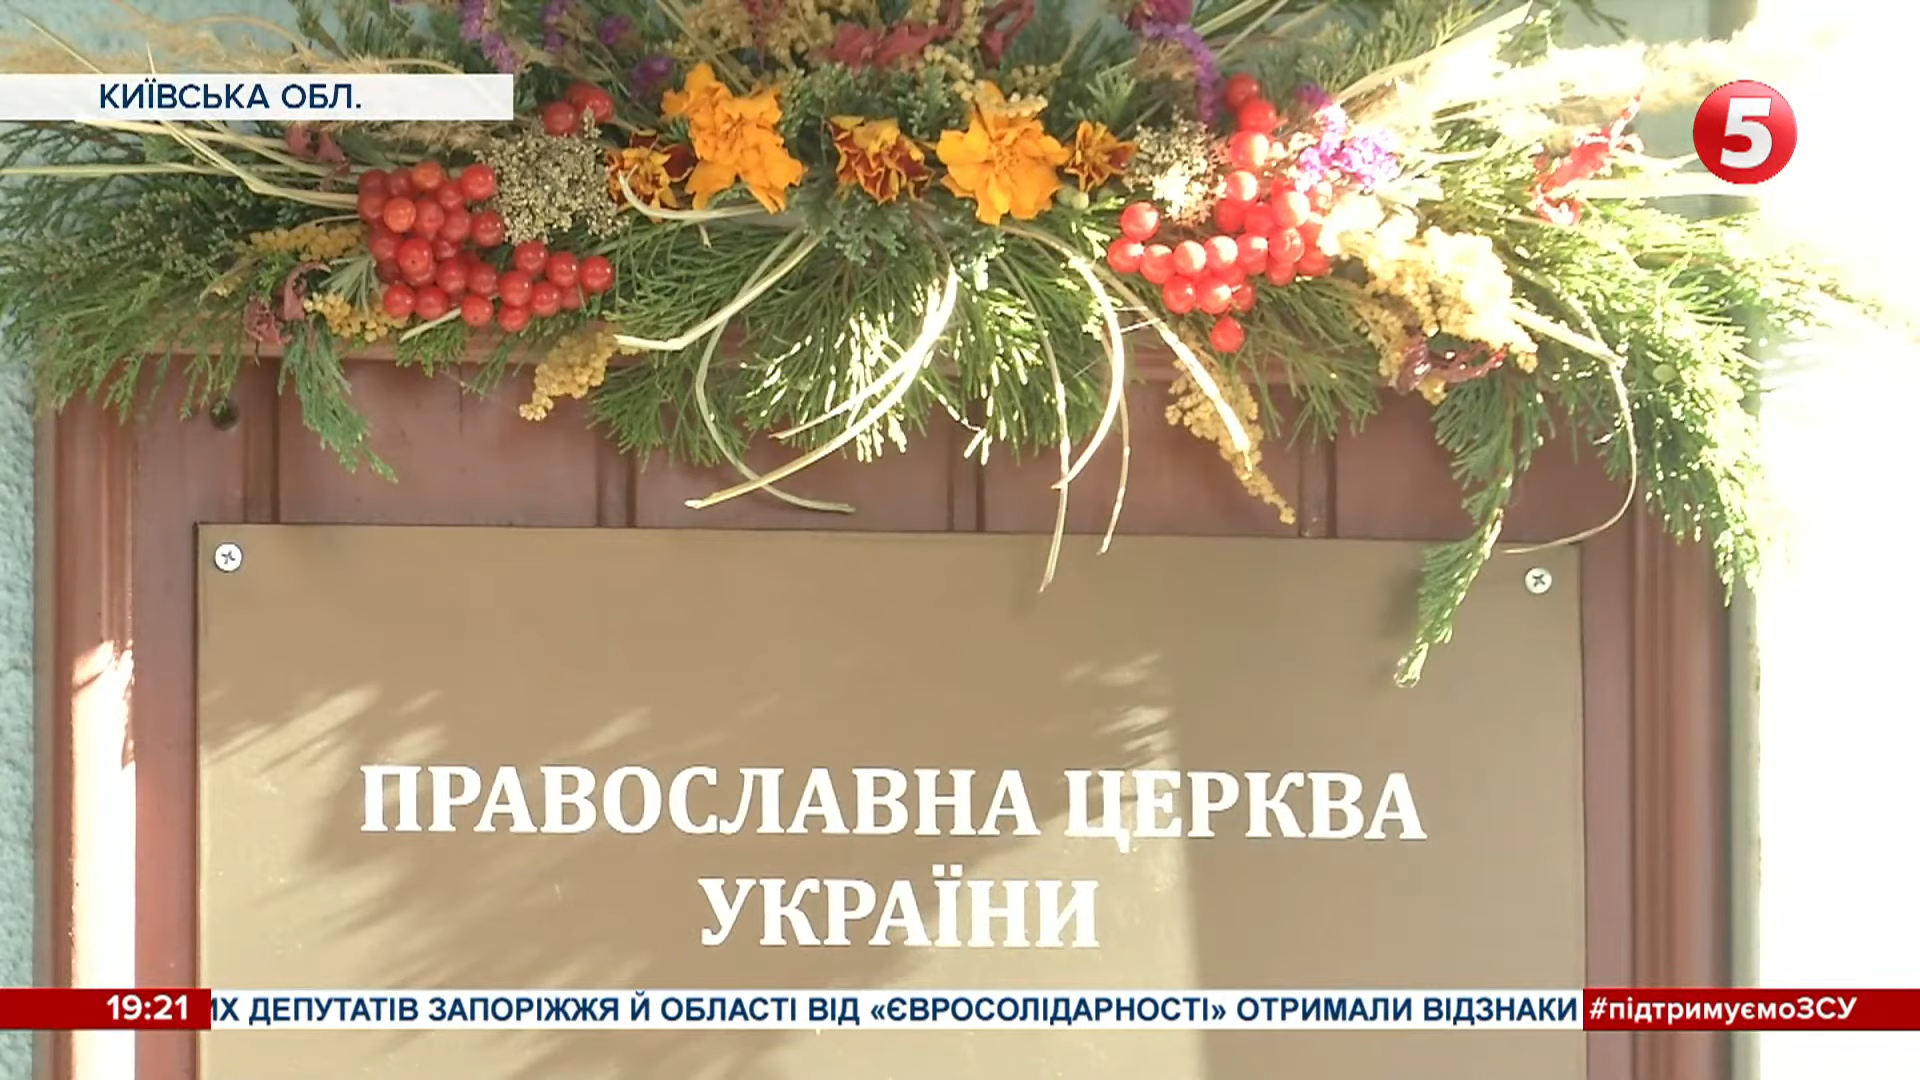 КИЇВСЬКА ОБЛ.
5
ПРАВОСЛАВНА ЦЕРКВА
УКРАЇНИ
19:21 ИХ ДЕПУТАТІВ ЗАПОРІЖЖЯ Й ОБЛАСТІ ВІД «ЄВРОСОЛІДАРНОСТІ» ОТРИМАЛИ ВІДЗНАКИ #підтримуємоЗСУ